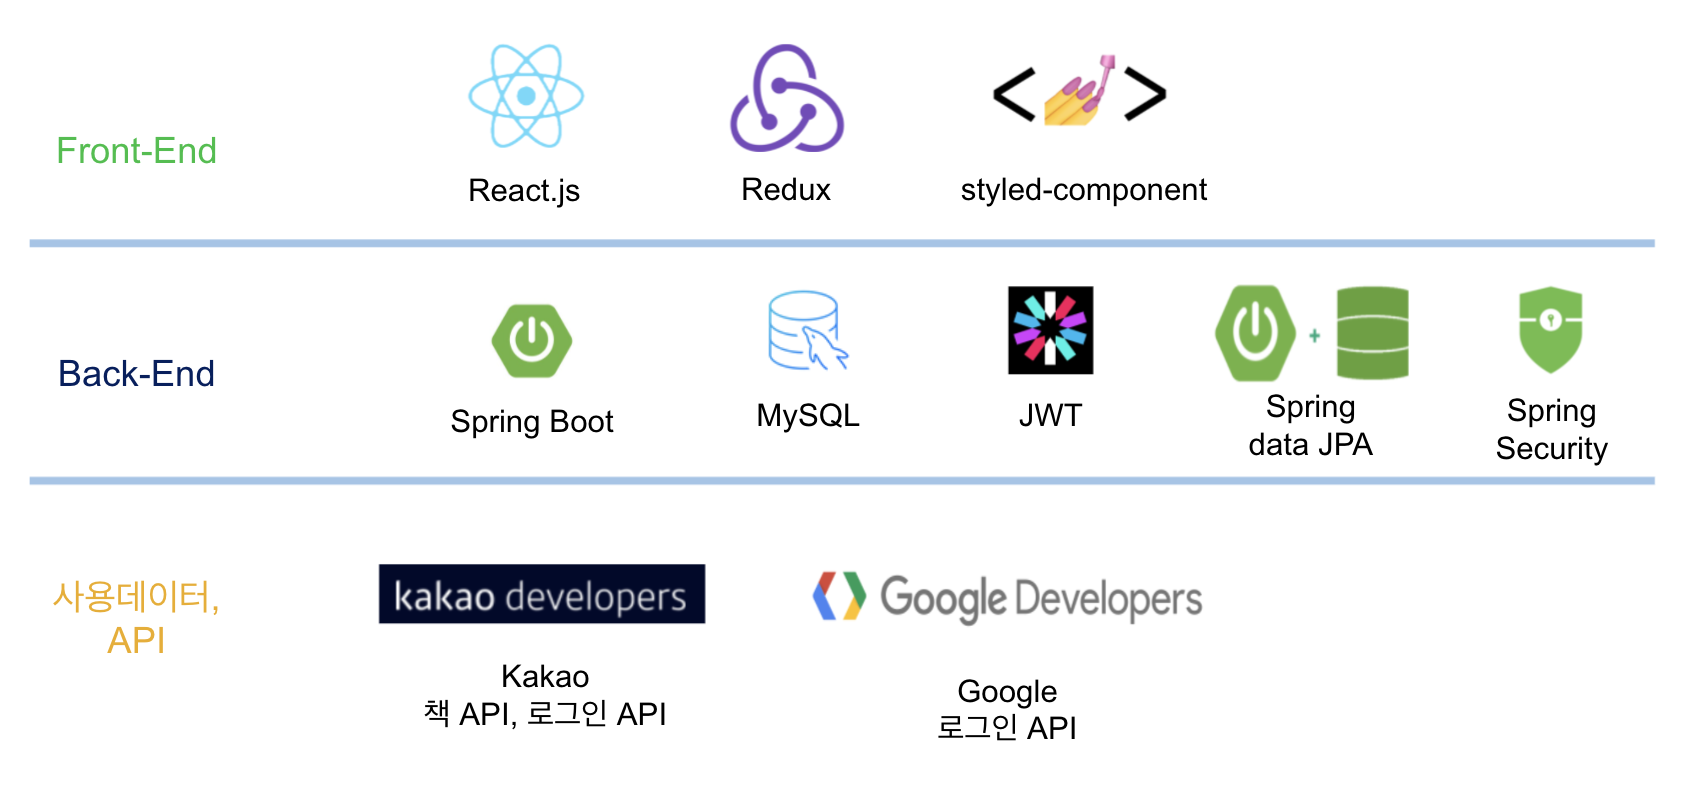 Front-End
React.js
Redux
styled-component
Back-End
Spring Boot
MySQL
JWT
Spring
data JPA
Spring
Security
사용데이터,
API
kakao developers
Kakao
책 API, 로그인 API
Google Developers
Google
로그인 API